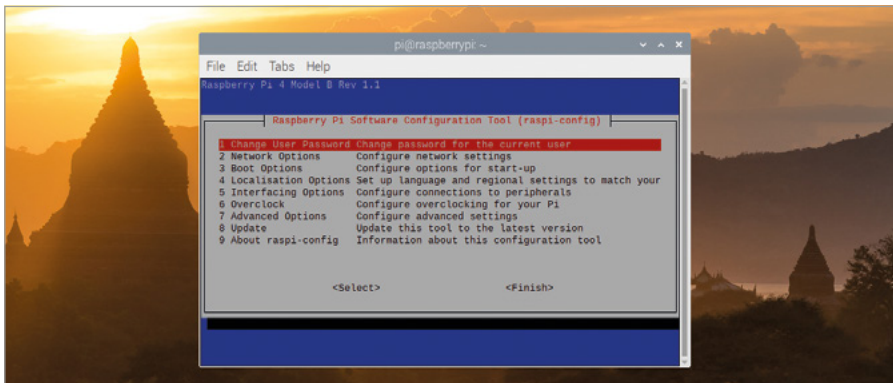 pi@raspberrypi: ~
File Edit Tabs Help
Raspberry Pi 4 Model B Rev 1.1
Raspberry Pi Software Configuration Tool (raspi-config)
1 Change User Password Change password for the current user
2 Network Options Configure network settings
3 Boot Options Configure options for start-up
4 Localisation Options Set up language and regional settings to match your
5 Interfacing Options Configure connections to peripherals
6 Overclock Configure overclocking for your Pi
7 Advanced Options Configure advanced settings
8 Update Update this tool to the latest version
9 About raspi-config Information about this configuration tool
<Select> <Finish>